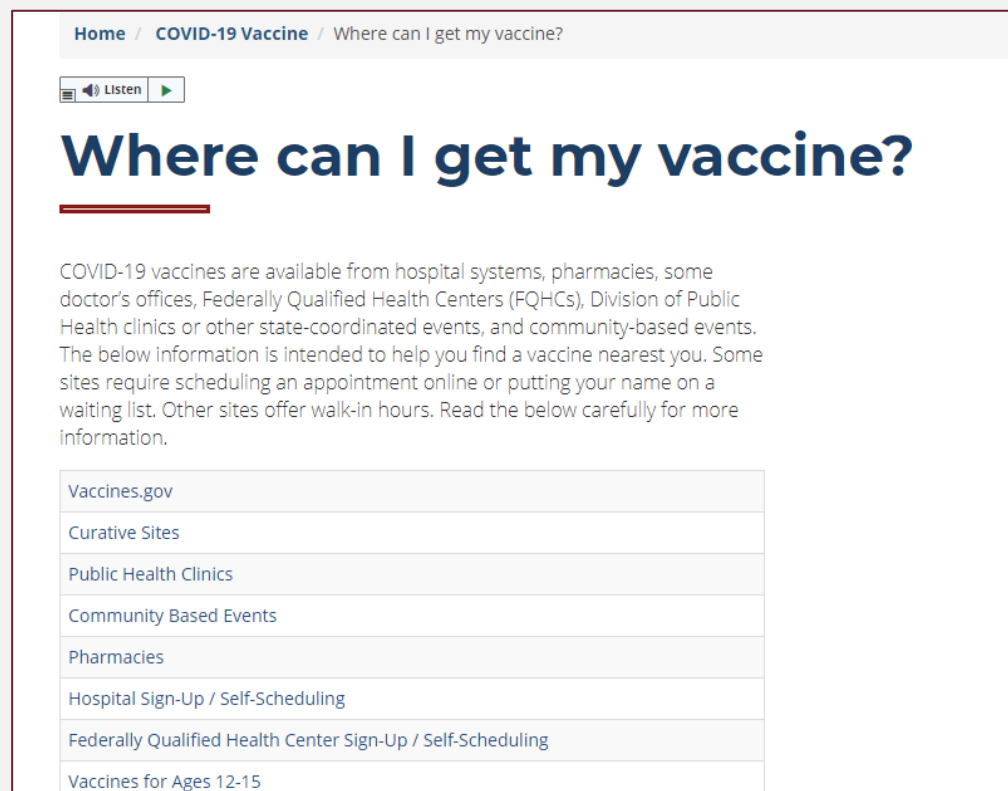 Home / COVID-19 Vaccine / Where can I get my vaccine?
Listen
Where can I get my vaccine?
COVID-19 vaccines are available from hospital systems, pharmacies, some
doctor's offices, Federally Qualified Health Centers (FQHCs), Division of Public
Health clinics or other state-coordinated events, and community-based events.
The below information is intended to help you find a vaccine nearest you. Some
sites require scheduling an appointment online or putting your name on a
waiting list. Other sites offer walk-in hours. Read the below carefully for more
information.
Vaccines.gov
Curative Sites
Public Health Clinics
Community Based Events
Pharmacies
Hospital Sign-Up / Self-Scheduling
Federally Qualified Health Center Sign-Up / Self-Scheduling
Vaccines for Ages 12-15